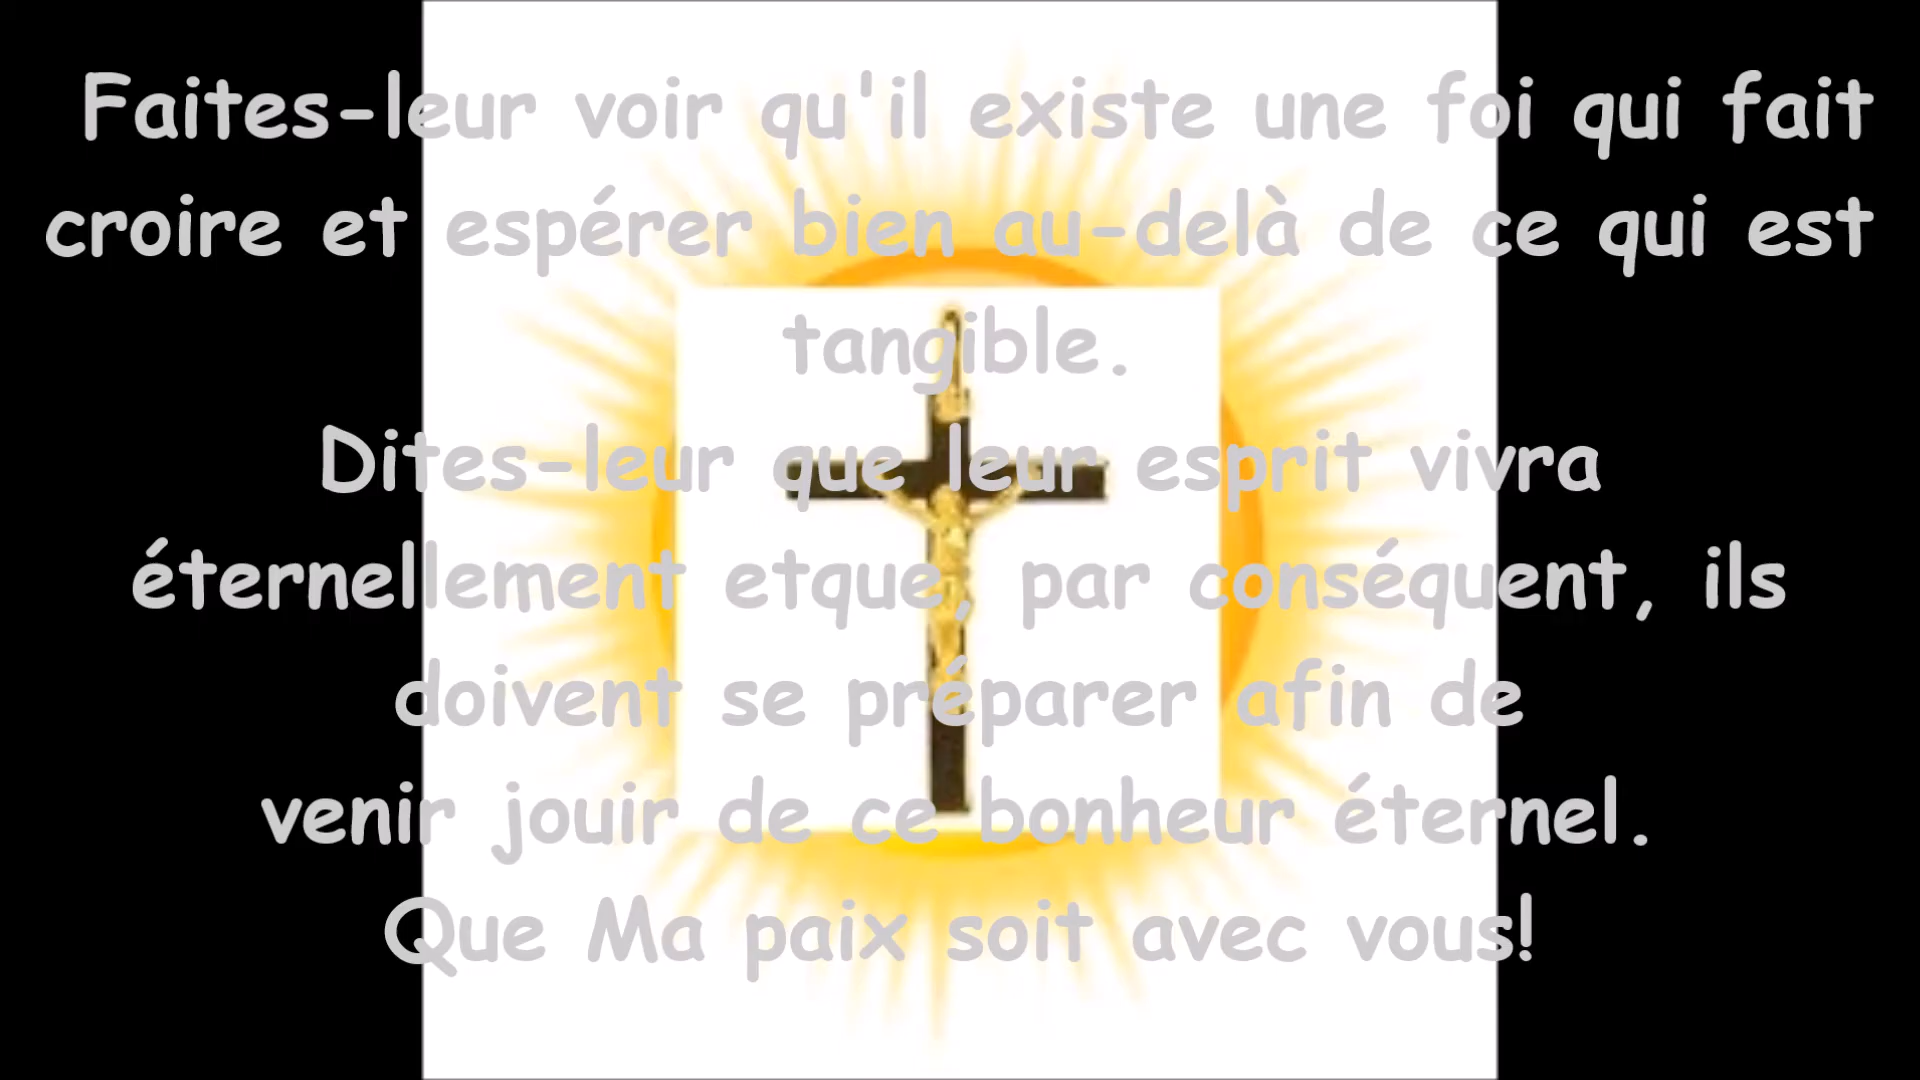 Faites-leur voir qu'il existe une foi qui fait
croire et espérer bien au-delà de ce qui est
tangible.
Dites-leur que leur esprit vivra
éternellement etque, par conséquent, ils
doivent se préparer afin de
venir jouir de ce bonheur éternel.
Que Ma paix soit avec vous!